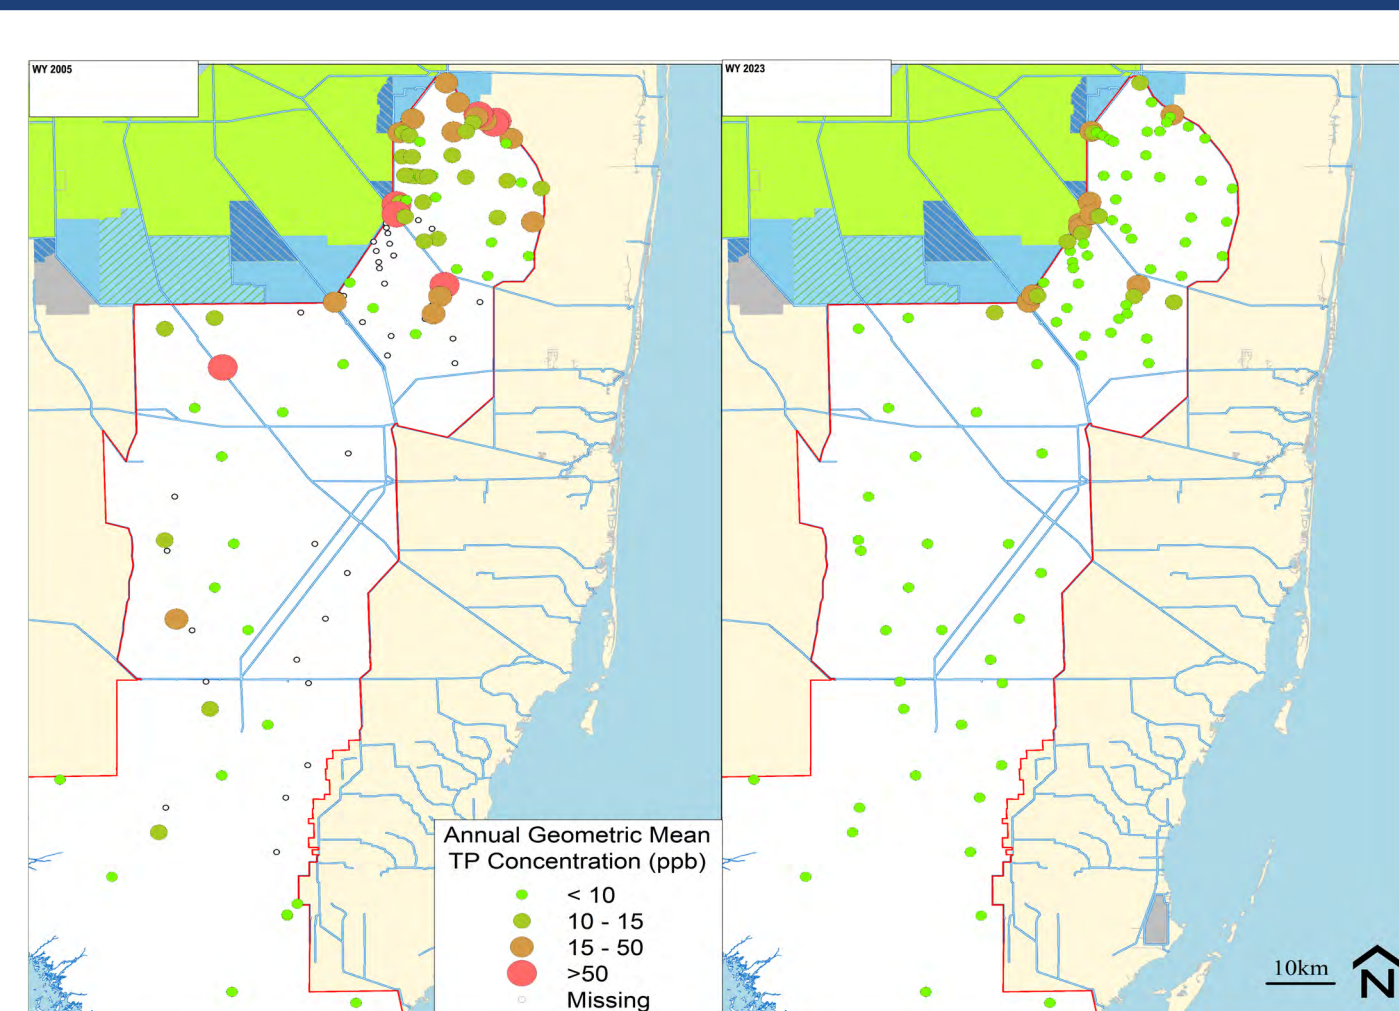 WY 2005
WY 2023
Annual Geometric Mean
TP Concentration (ppb)
< 10
10 - 15
15 - 50
>50
Missing
10km
N